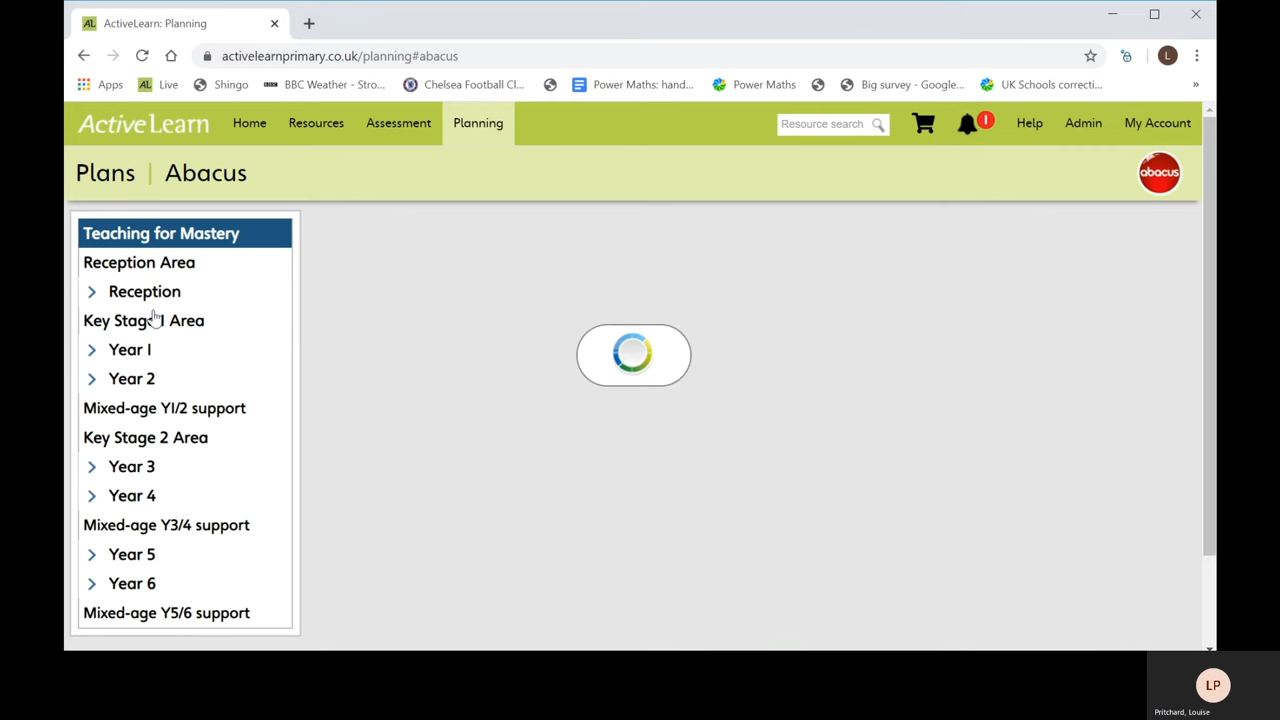 AL ActiveLearn: Planning
activelearnprimary.co.uk/planning#abacus
L
Apps AL Live Shingo BBC BBC Weather - Stro... Chelsea Football Cl... Power Maths: hand... Power Maths Big survey - Google... UK Schools correcti... »
ActiveLearn Home Resources Assessment Planning Resource search 1 Help Admin My Account
Plans | Abacus abacus
Teaching for Mastery
Reception Area
Reception
Key Stage 1 Area
Year 1
Year 2
Mixed-age Y1/2 support
Key Stage 2 Area
Year 3
Year 4
Mixed-age Y3/4 support
Year 5
Year 6
Mixed-age Y5/6 support
LP
Pritchard, Louise